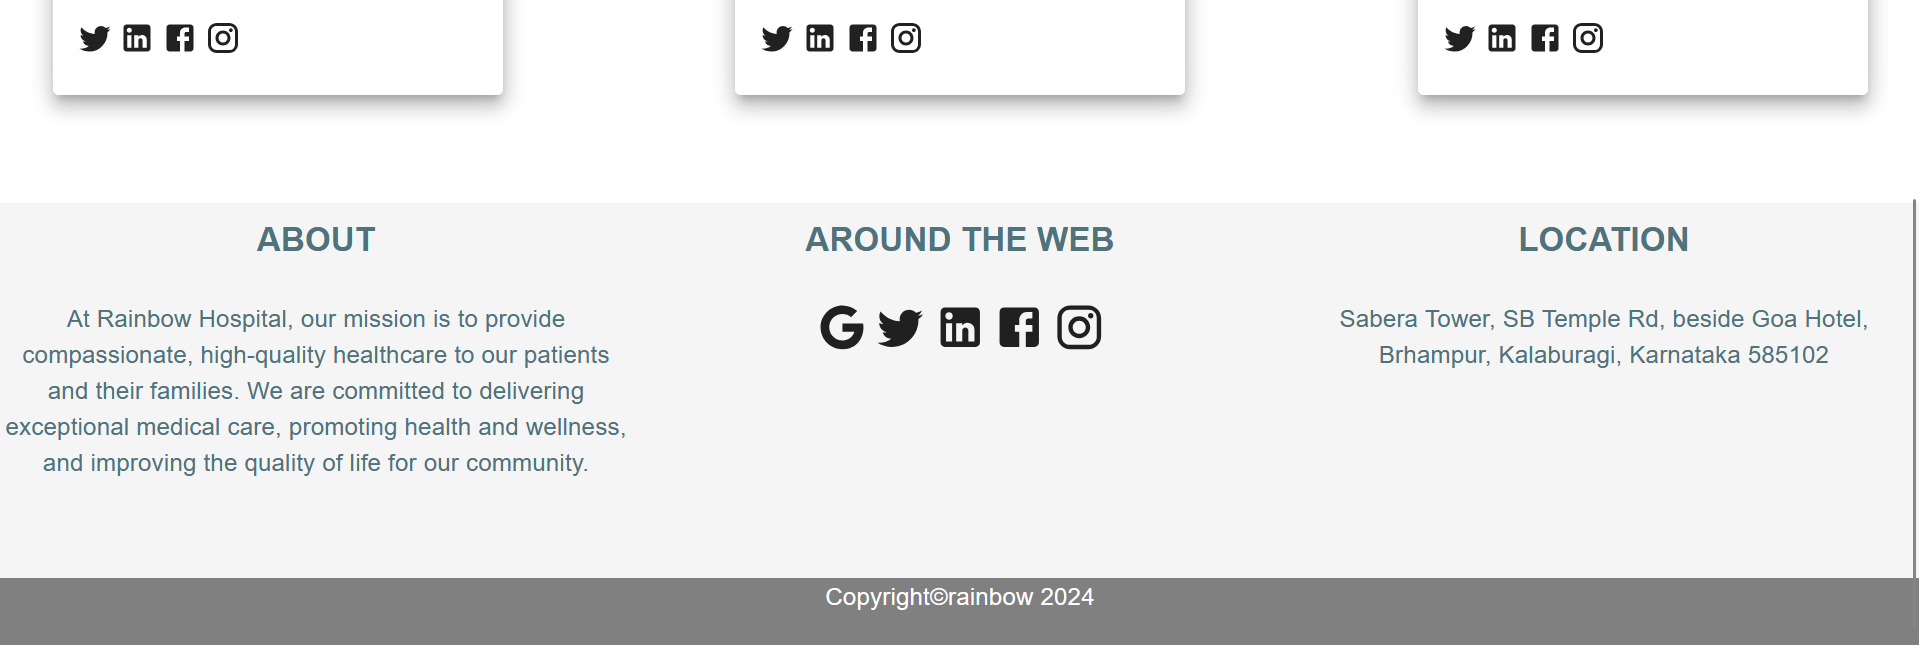 ABOUT
At Rainbow Hospital, our mission is to provide
compassionate, high-quality healthcare to our patients
and their families. We are committed to delivering
exceptional medical care, promoting health and wellness,
and improving the quality of life for our community.
AROUND THE WEB
LOCATION
Sabera Tower, SB Temple Rd, beside Goa Hotel,
Brhampur, Kalaburagi, Karnataka 585102
Copyright©rainbow 2024